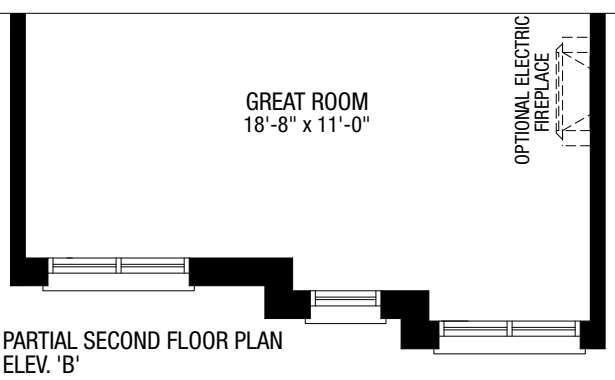 GREAT ROOM
18'-8" x 11'-0"
OPTIONAL ELECTRIC
FIREPLACE
PARTIAL SECOND FLOOR PLAN
ELEV. 'B'